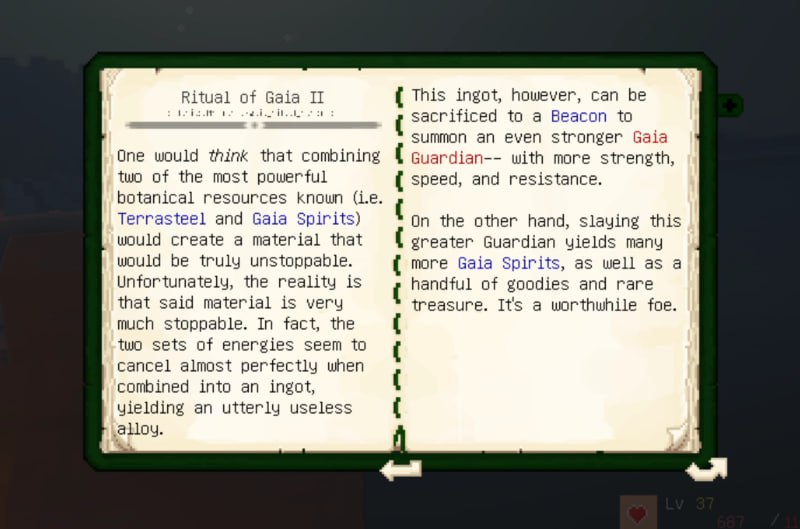 Ritual of Gaia II
One would think that combining
two of the most powerful
botanical resources known (i.e.
Terrasteel and Gaia Spirits)
would create a material that
would be truly unstoppable.
Unfortunately, the reality is
that said material is very
much stoppable. In fact, the
two sets of energies seem to
cancel almost perfectly when
combined into an ingot,
yielding an utterly useless
alloy.
This ingot, however, can be
sacrificed to a Beacon to
summon an even stronger Gaia
Guardian-- with more strength,
speed, and resistance.
On the other hand, slaying this
greater Guardian yields many
more Gaia Spirits, as well as a
handful of goodies and rare
treasure. It's a worthwhile foe.
Lv 37
687 /